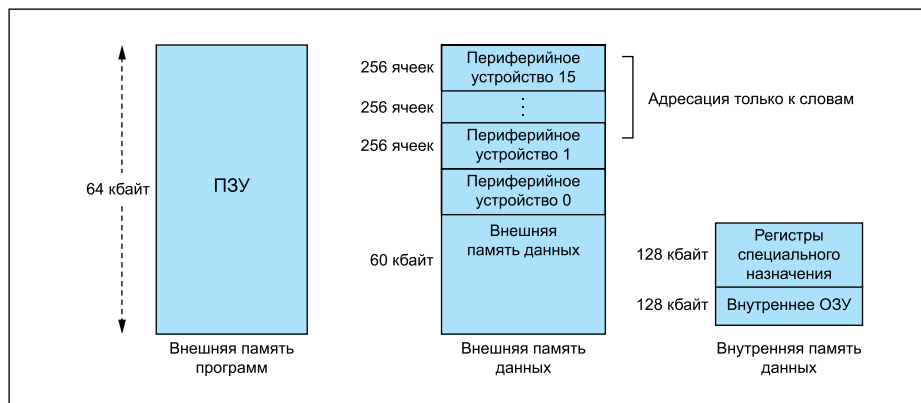 64 кбайт
ПЗУ
Внешняя память
программ
256 ячеек
Периферийное
устройство 15
256 ячеек
⋮
256 ячеек
Периферийное
устройство 1
Периферийное
устройство 0
60 кбайт
Внешняя
память данных
Внешняя память
данных
Адресация только к словам
128 кбайт
Регистры
специального
назначения
128 кбайт
Внутреннее ОЗУ
Внутренняя память
данных